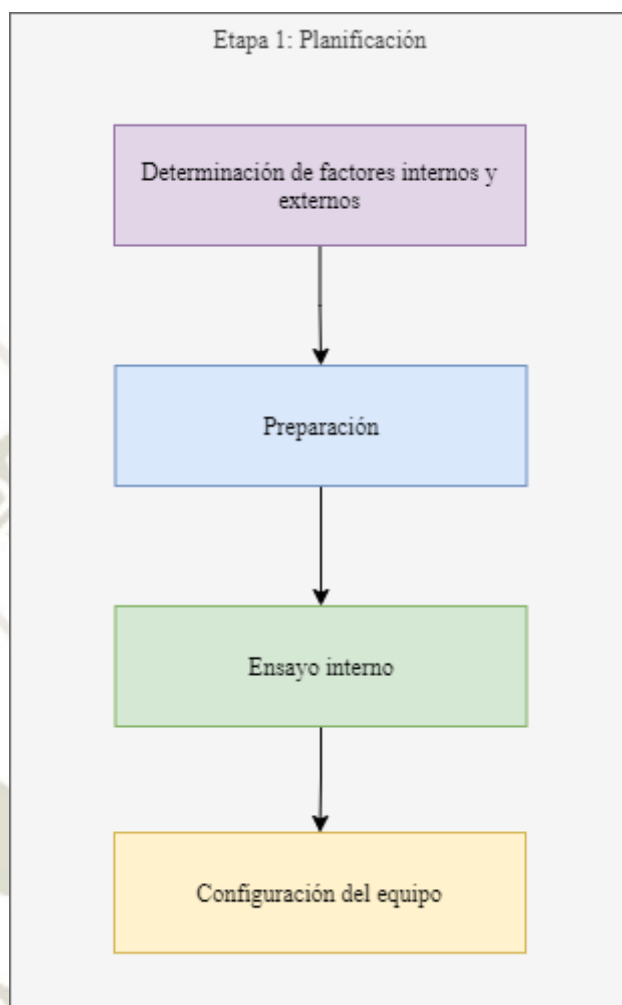 Etapa 1: Planificación
Determinación de factores internos y
externos
Preparación
Ensayo interno
Configuración del equipo